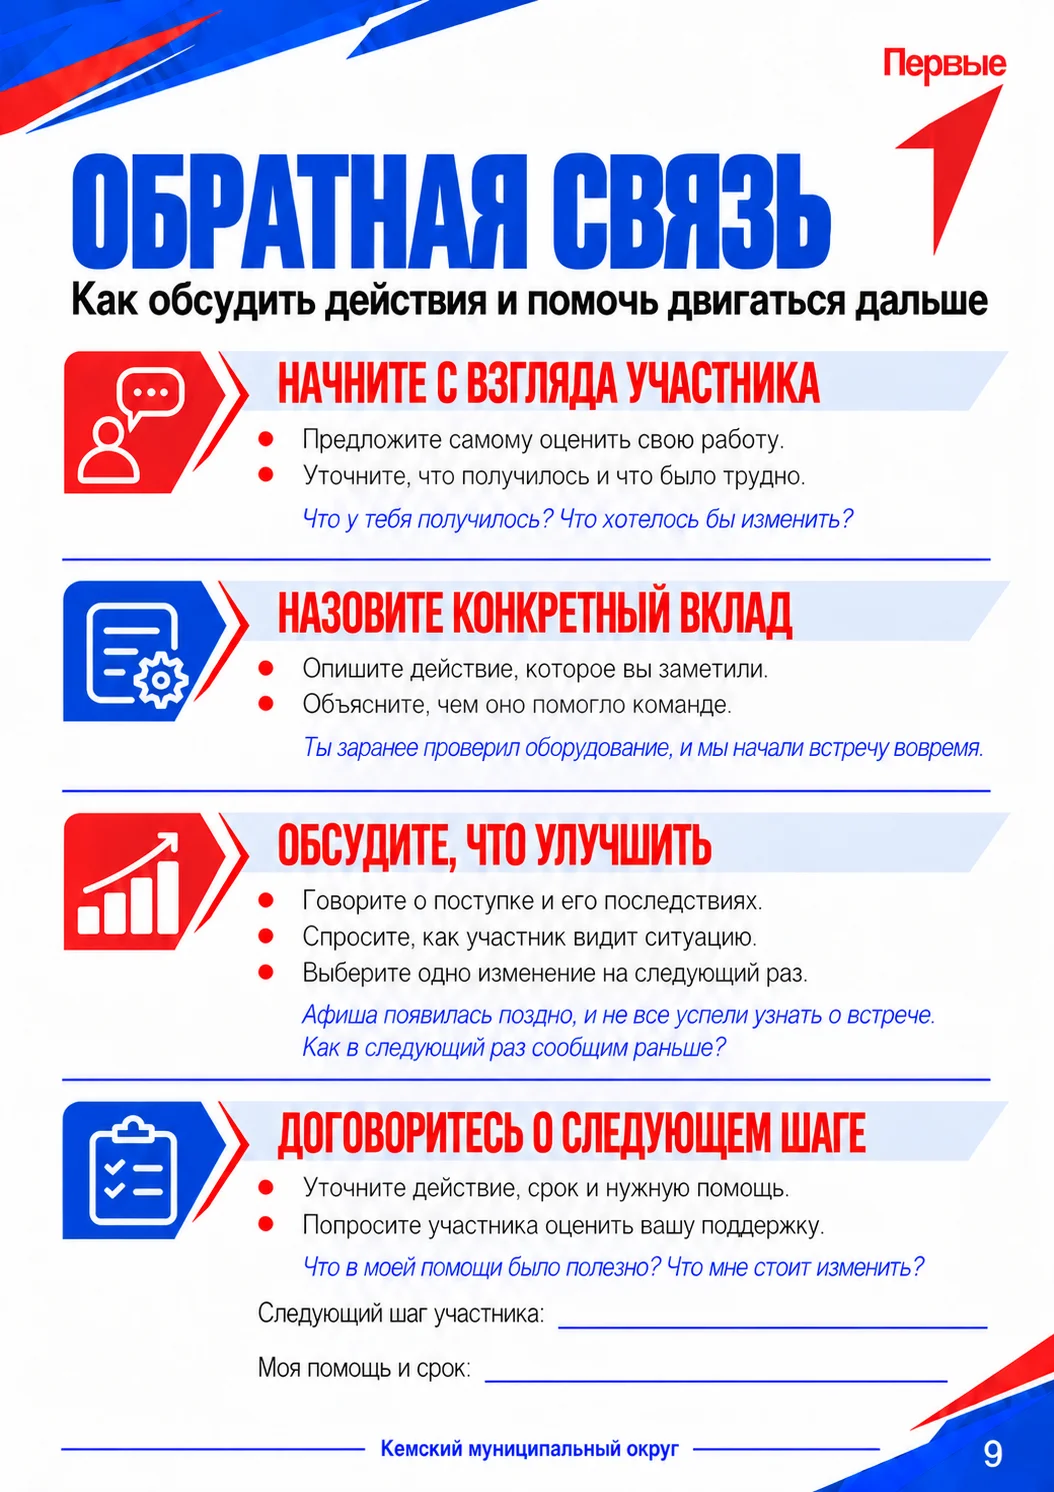 Первые
ОБРАТНАЯ СВЯЗЬ
Как обсудить действия и помочь двигаться дальше
НАЧНИТЕ С ВЗГЛЯДА УЧАСТНИКА
Предложите самому оценить свою работу.
Уточните, что получилось и что было трудно.
Что у тебя получилось? Что хотелось бы изменить?
НАЗОВИТЕ КОНКРЕТНЫЙ ВКЛАД
Опишите действие, которое вы заметили.
Объясните, чем оно помогло команде.
Ты заранее проверил оборудование, и мы начали встречу вовремя.
ОБСУДИТЕ, ЧТО УЛУЧШИТЬ
Говорите о поступке и его последствиях.
Спросите, как участник видит ситуацию.
Выберите одно изменение на следующий раз.
Афиша появилась поздно, и не все успели узнать о встрече.
Как в следующий раз сообщим раньше?
ДОГОВОРИТЕСЬ О СЛЕДУЮЩЕМ ШАГЕ
Уточните действие, срок и нужную помощь.
Попросите участника оценить вашу поддержку.
Что в моей помощи было полезно? Что мне стоит изменить?
Следующий шаг участника:
Моя помощь и срок:
Кемский муниципальный округ
9